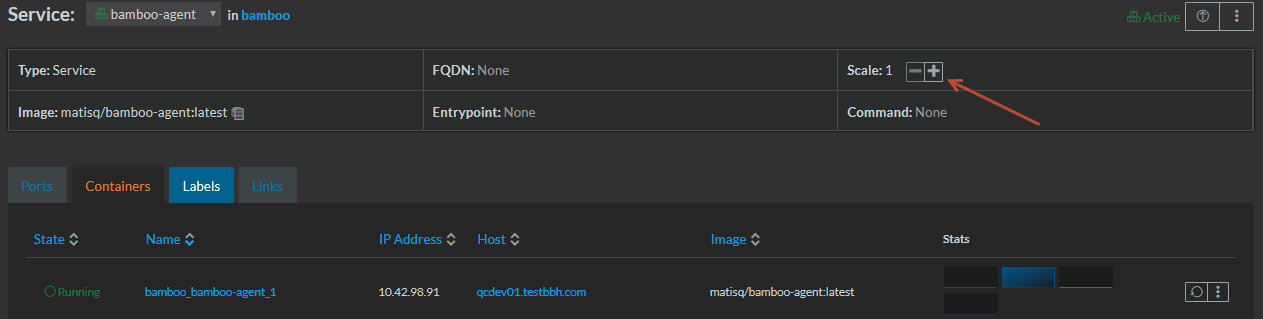 Service: bamboo-agent in bamboo Active
Type: Service FQDN: None Scale: 1
Image: matisq/bamboo-agent:latest Entrypoint: None Command: None
Ports Containers Labels Links
State Name IP Address Host Image Stats
Running bamboo_bamboo-agent_1 10.42.98.91 qcdev01.testbbh.com matisq/bamboo-agent:latest